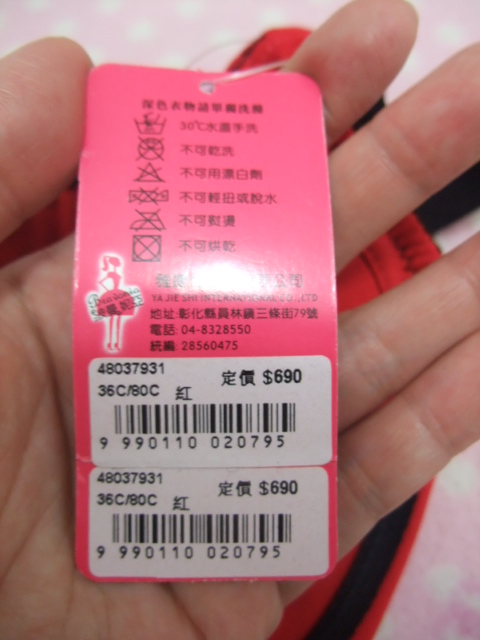 深色衣物請單獨洗滌
30℃水溫手洗
不可乾洗
不可用漂白劑
不可輕扭或脫水
不可熨燙
不可烘乾
公司
YA JIE SHI INTERNATIONAL CO.,LTD
地址:彰化縣員林鎮三條街79號
電話: 04-8328550
統編: 28560475
48037931
36C/80C 紅 定價 $690
9 990110 020795
48037931
36C/80C 紅 定價 $690
9 990110 020795